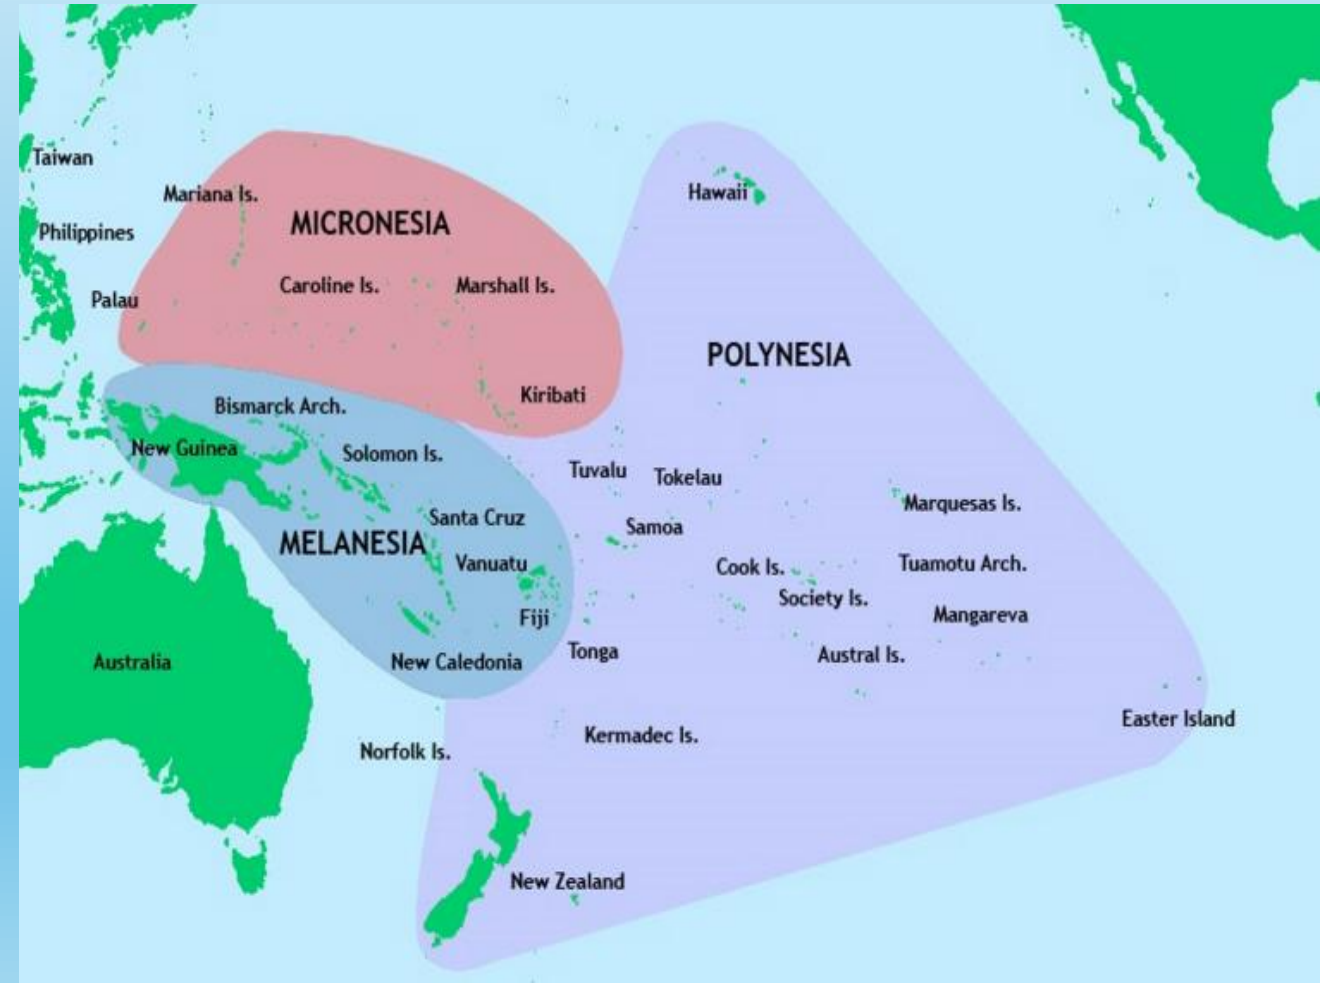 Taiwan
Mariana Is.
Hawaii
MICRONESIA
Philippines
Caroline Is.
Marshall Is.
Palau
POLYNESIA
Kiribati
Bismarck Arch.
New Guinea
Solomon Is.
Tuvalu
Tokelau
Marquesas Is.
Santa Cruz
Samoa
MELANESIA
Vanuatu
Cook Is.
Tuamotu Arch.
Society Is.
Fiji
Mangareva
Tonga
Austral Is.
Australia
New Caledonia
Easter Island
Kermadec Is.
Norfolk Is.
New Zealand